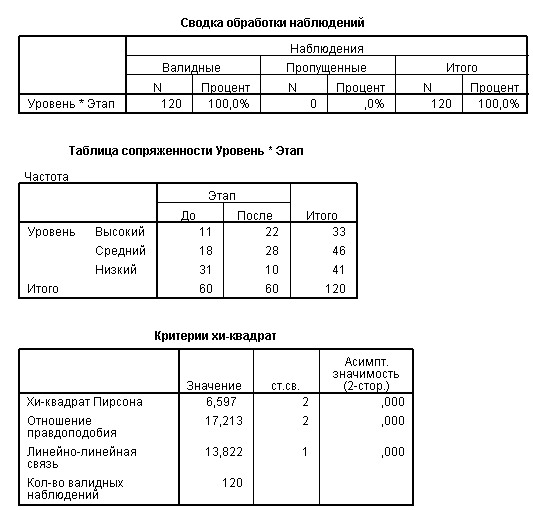 Сводка обработки наблюдений
Наблюдения
Валидные Пропущенные Итого
N Процент N Процент N Процент
Уровень * Этап 120 100,0% 0 ,0% 120 100,0%
Таблица сопряженности Уровень * Этап
Частота
Этап
До После Итого
Уровень Высокий 11 22 33
Средний 18 28 46
Низкий 31 10 41
Итого 60 60 120
Критерии хи-квадрат
Значение ст.св. Асимпт. значимость (2-стор.)
Хи-квадрат Пирсона 6,597 2 ,000
Отношение правдоподобия 17,213 2 ,000
Линейно-линейная связь 13,822 1 ,000
Кол-во валидных наблюдений 120